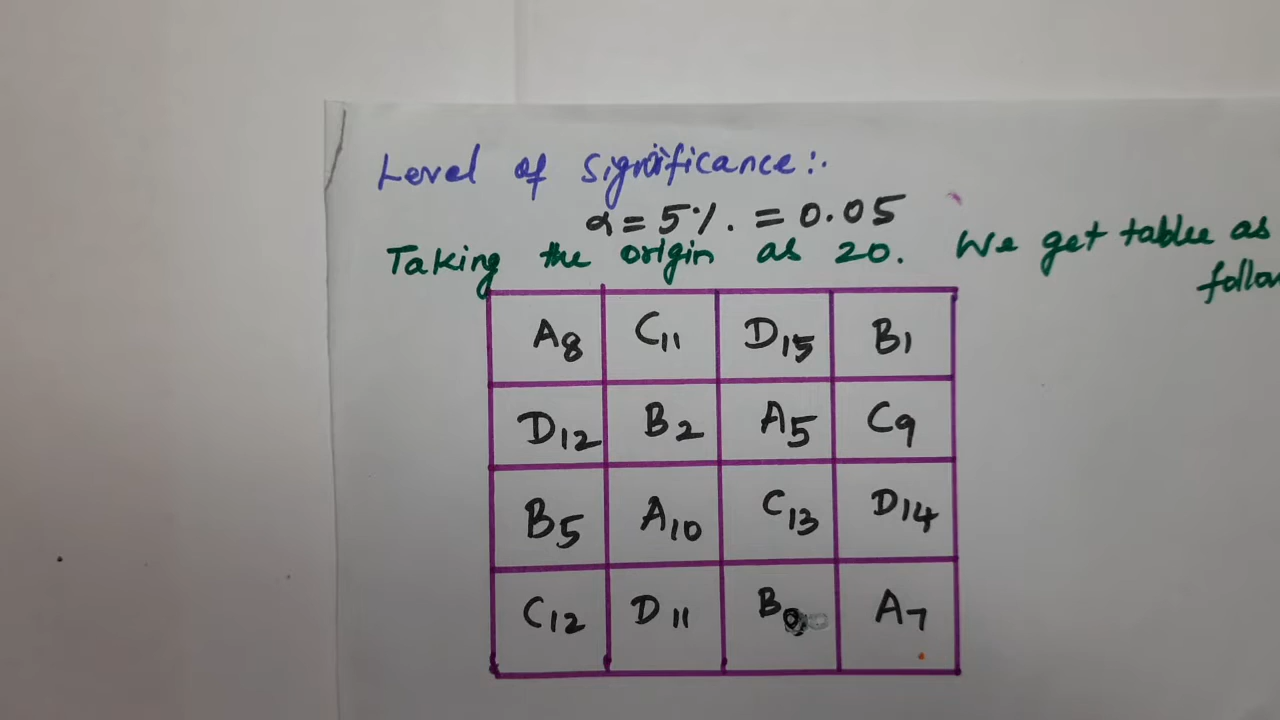 Level of Significance:-
α = 5%. = 0.05
Taking the origin as 20. We get table as
A8 C11 D15 B1
D12 B2 A5 C9
B5 A10 C13 D14
C12 D11 B0 A7